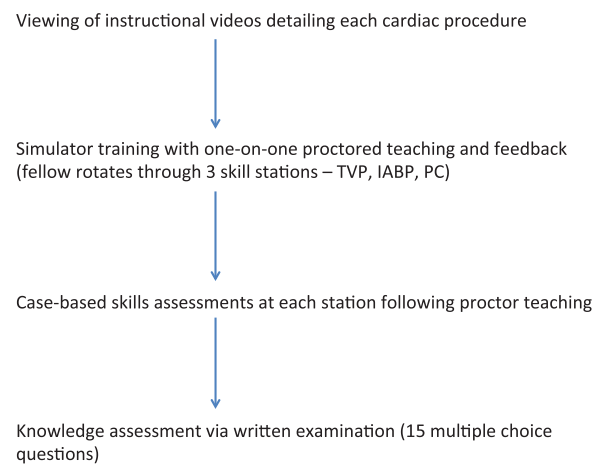 Viewing of instructional videos detailing each cardiac procedure
Simulator training with one-on-one proctored teaching and feedback
(fellow rotates through 3 skill stations – TVP, IABP, PC)
Case-based skills assessments at each station following proctor teaching
Knowledge assessment via written examination (15 multiple choice
questions)